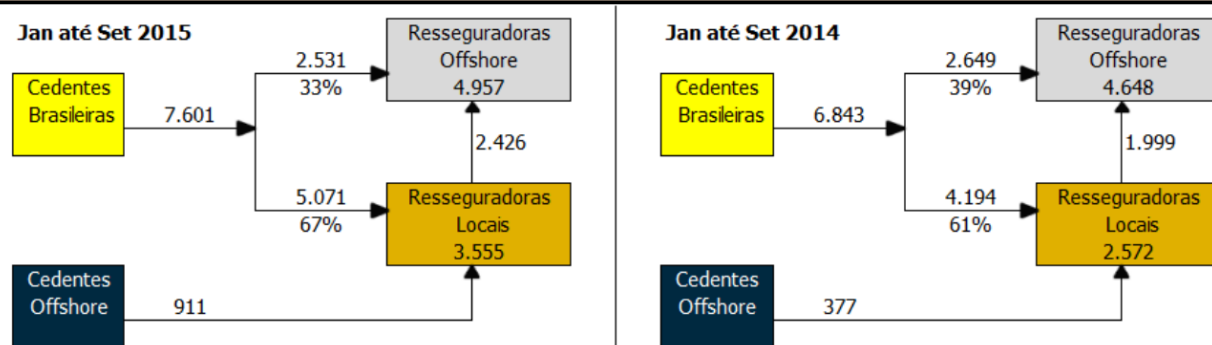 Jan até Set 2015
Cedentes
Brasileiras
7.601
2.531
33%
Resseguradoras
Offshore
4.957
2.426
5.071
67%
Resseguradoras
Locais
3.555
Cedentes
Offshore
911
Jan até Set 2014
Cedentes
Brasileiras
6.843
2.649
39%
Resseguradoras
Offshore
4.648
1.999
4.194
61%
Resseguradoras
Locais
2.572
Cedentes
Offshore
377